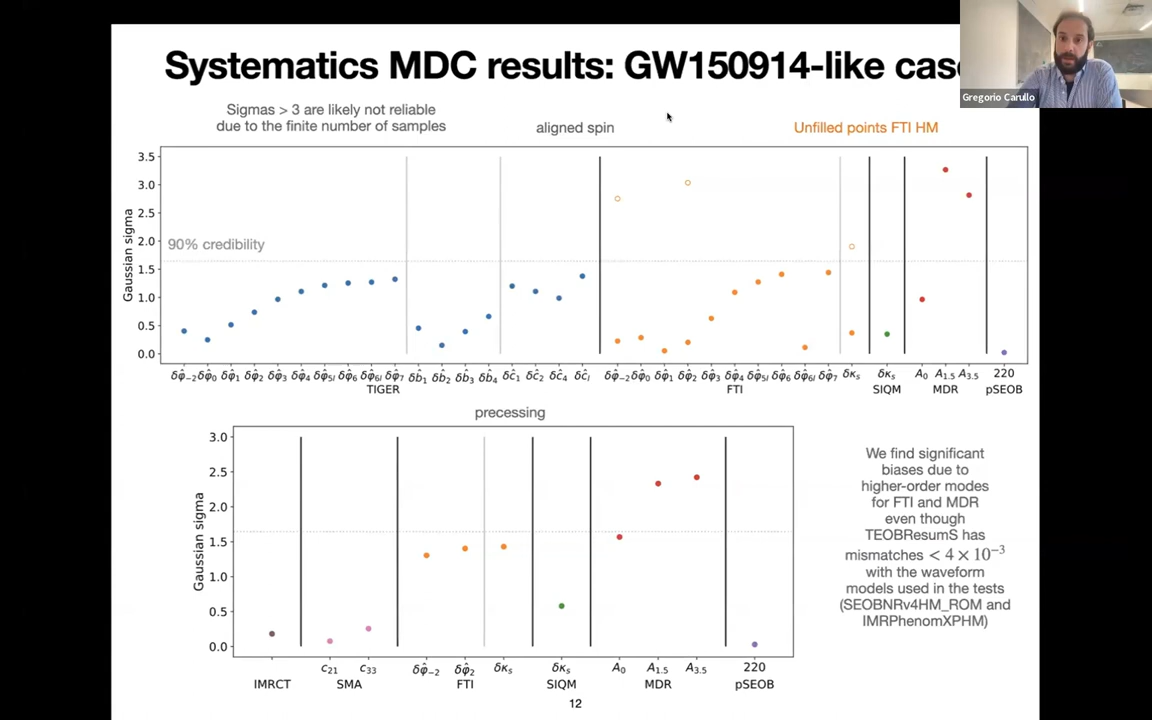 Systematics MDC results: GW150914-like cas
Gregorio Carullo
Sigmas > 3 are likely not reliable
due to the finite number of samples
aligned spin
Unfilled points FTI HM
3.5
3.0
2.5
2.0
1.5
1.0
0.5
0.0
Gaussian sigma
90% credibility
δφ̂₋₂ δφ̂₀ δφ̂₁ δφ̂₂ δφ̂₃ δφ̂₄ δφ̂₅ₗ δφ̂₆ δφ̂₆ₗ δφ̂₇ δb̂₁ δb̂₂ δb̂₃ δb̂₄ δĉ₁ δĉ₂ δĉ₄ δĉₗ δφ̂₋₂ δφ̂₀ δφ̂₁ δφ̂₂ δφ̂₃ δφ̂₄ δφ̂₅ₗ δφ̂₆ δφ̂₆ₗ δφ̂₇ δκₛ δκₛ A₀ A₁.₅ A₃.₅ 220
TIGER FTI SIQM MDR pSEOB
precessing
3.0
2.5
2.0
1.5
1.0
0.5
0.0
Gaussian sigma
c₂₁ c₃₃ δφ̂₋₂ δφ̂₂ δκₛ δκₛ A₀ A₁.₅ A₃.₅ 220
IMRCT SMA FTI SIQM MDR pSEOB
We find significant
biases due to
higher-order modes
for FTI and MDR
even though
TEOBResumS has
mismatches < 4 × 10⁻³
with the waveform
models used in the tests
(SEOBNRv4HM_ROM and
IMRPhenomXPHM)
12